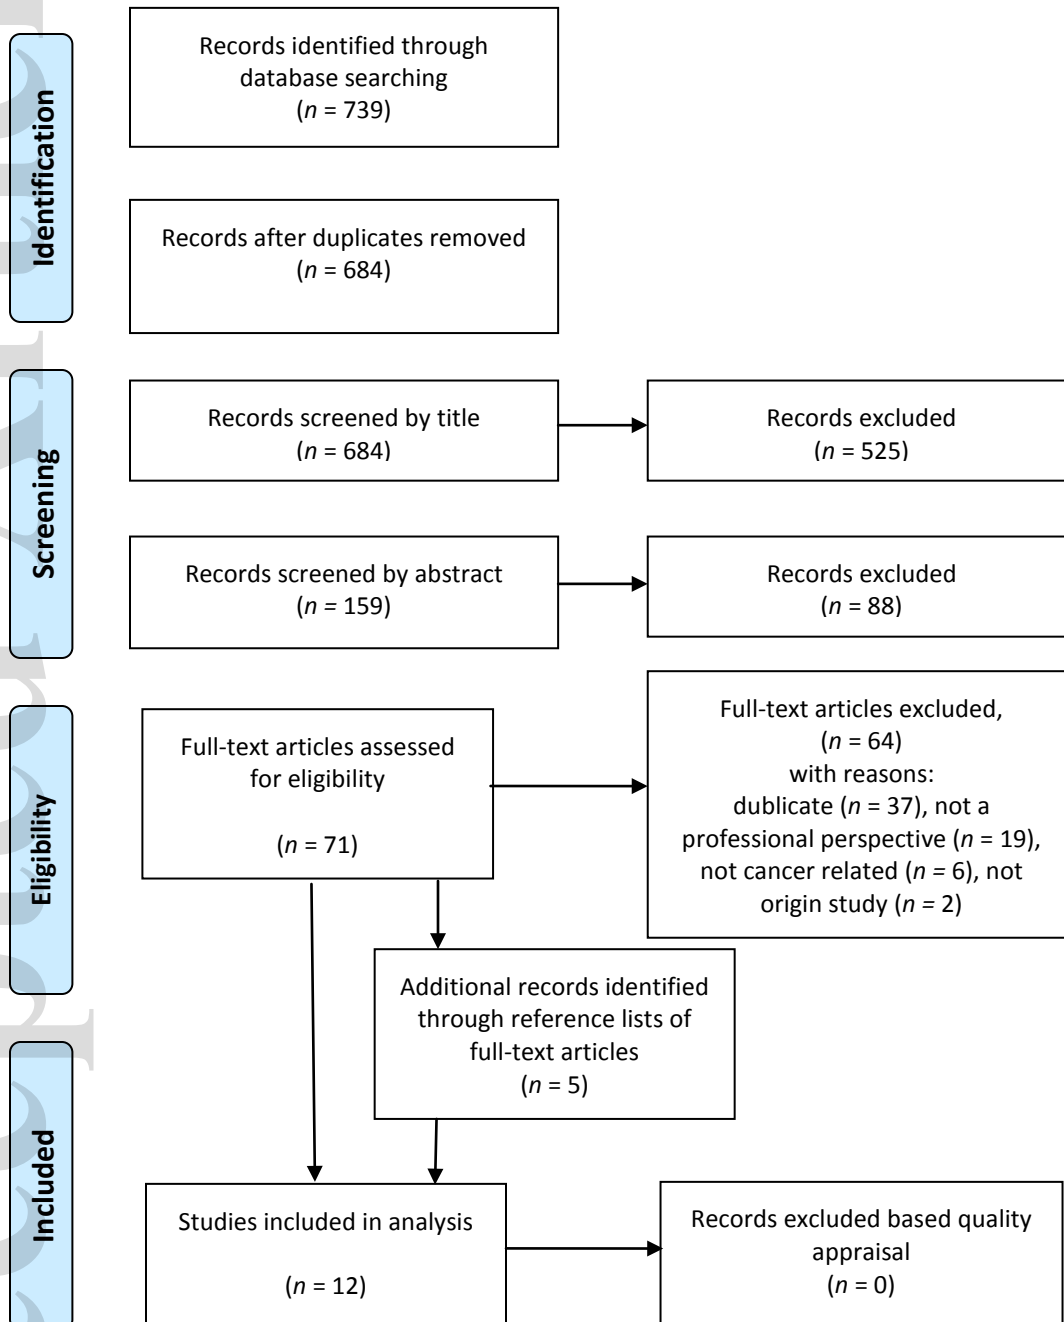 Identification
Records identified through
database searching
(n = 739)
Records after duplicates removed
(n = 684)
Screening
Records screened by title
(n = 684)
Records excluded
(n = 525)
Records screened by abstract
(n = 159)
Records excluded
(n = 88)
Eligibility
Full-text articles assessed
for eligibility
(n = 71)
Full-text articles excluded,
(n = 64)
with reasons:
dublicate (n = 37), not a
professional perspective (n = 19),
not cancer related (n = 6), not
origin study (n = 2)
Additional records identified
through reference lists of
full-text articles
(n = 5)
Included
Studies included in analysis
(n = 12)
Records excluded based quality
appraisal
(n = 0)